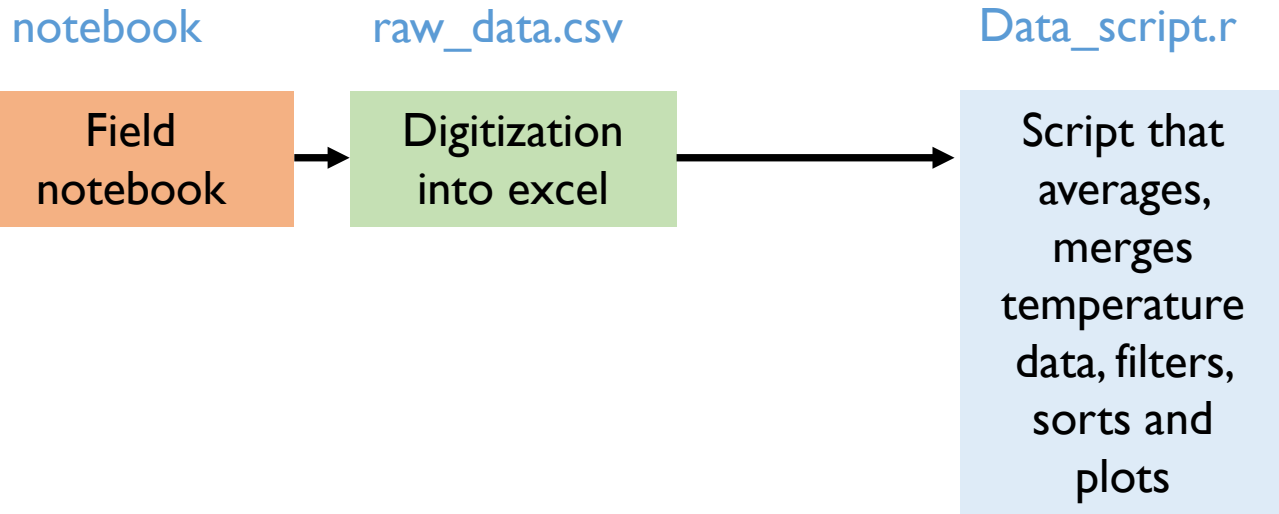 notebook
raw_data.csv
Data_script.r
Field
notebook
Digitization
into excel
Script that
averages,
merges
temperature
data, filters,
sorts and
plots